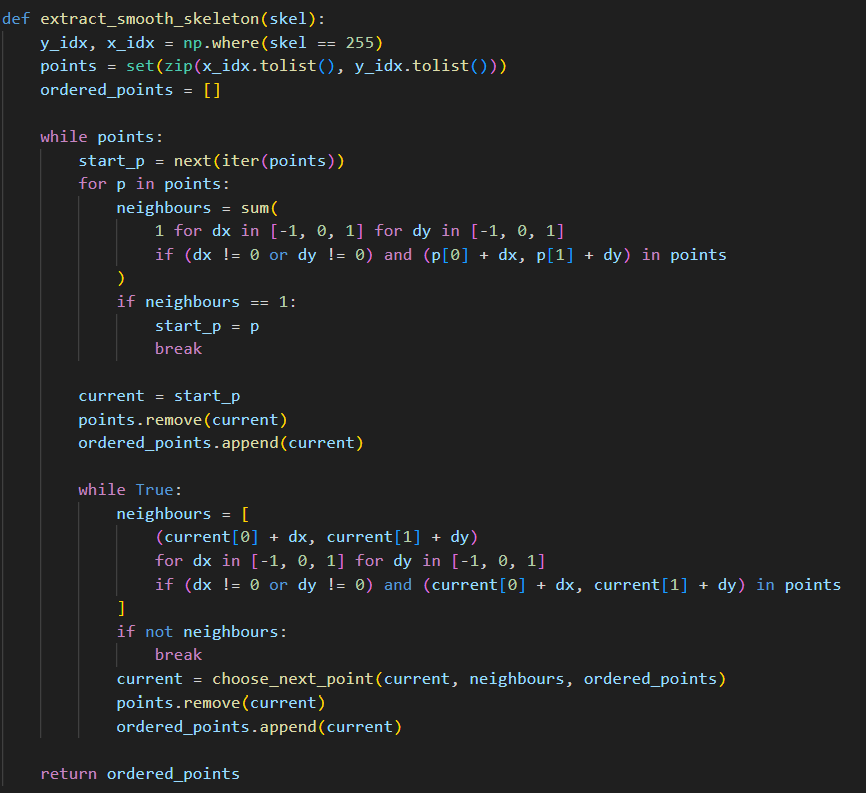 def extract_smooth_skeleton(skel):
    y_idx, x_idx = np.where(skel == 255)
    points = set(zip(x_idx.tolist(), y_idx.tolist()))
    ordered_points = []

    while points:
        start_p = next(iter(points))
        for p in points:
            neighbours = sum(
                1 for dx in [-1, 0, 1] for dy in [-1, 0, 1]
                if (dx != 0 or dy != 0) and (p[0] + dx, p[1] + dy) in points
            )
            if neighbours == 1:
                start_p = p
                break

        current = start_p
        points.remove(current)
        ordered_points.append(current)

        while True:
            neighbours = [
                (current[0] + dx, current[1] + dy)
                for dx in [-1, 0, 1] for dy in [-1, 0, 1]
                if (dx != 0 or dy != 0) and (current[0] + dx, current[1] + dy) in points
            ]
            if not neighbours:
                break
            current = choose_next_point(current, neighbours, ordered_points)
            points.remove(current)
            ordered_points.append(current)

    return ordered_points